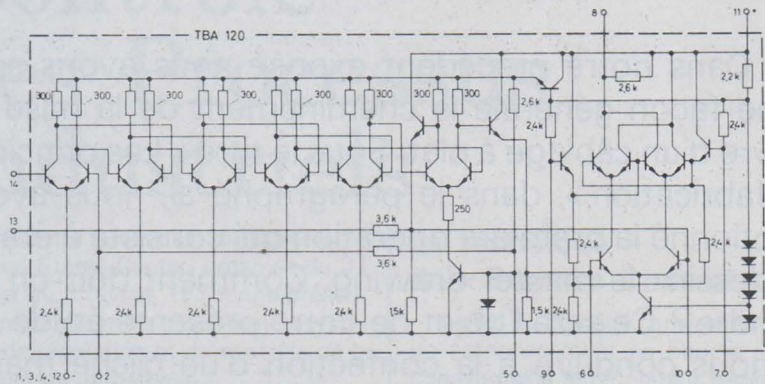 TBA 120
8
11 +
300 300 300 300 300 300 300
2,6k
2,6k
2,2k
2,4k
2,4k
2,4k
14
13
3,6k
3,6k
250
2,4k
2,4k
2,4k 2,4k 2,4k 2,4k 2,4k 1,5k 1,5k 2,4k
1, 3, 4, 12 2 5 9 6 10 7